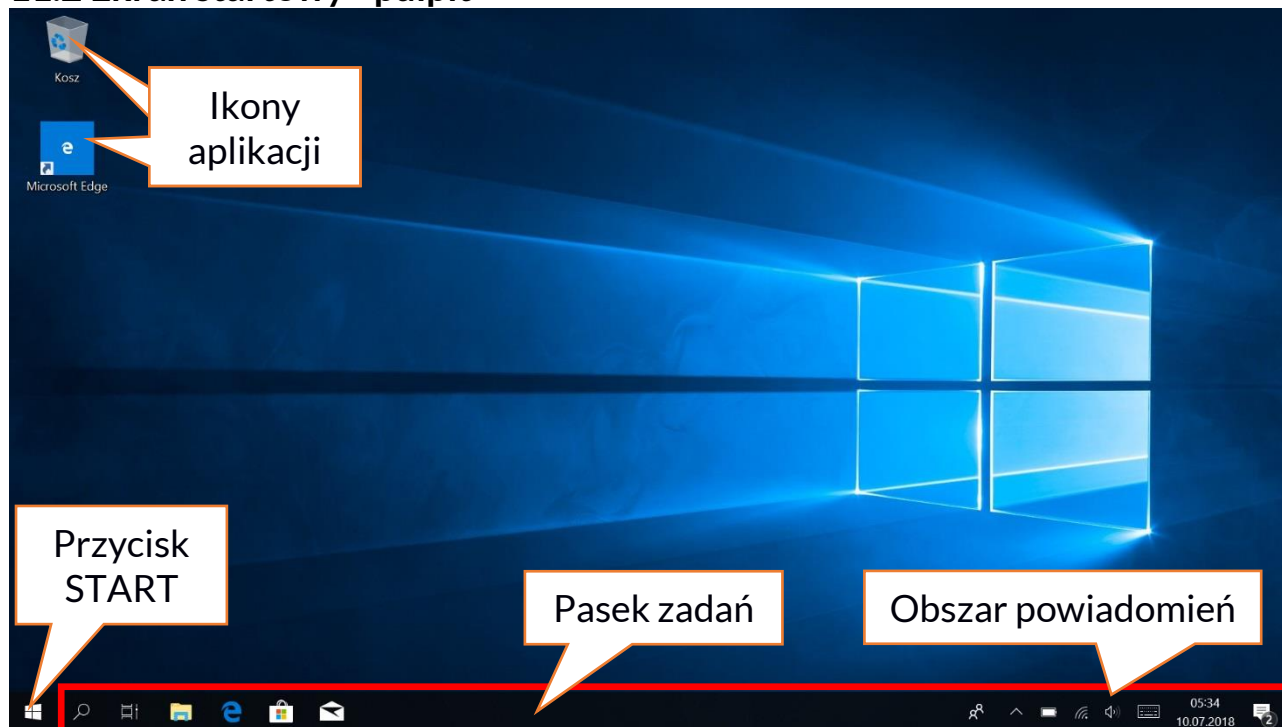 Kosz
Ikony
aplikacji
Microsoft Edge
Przycisk
START
Pasek zadań
Obszar powiadomień
05:34
10.07.2018
2